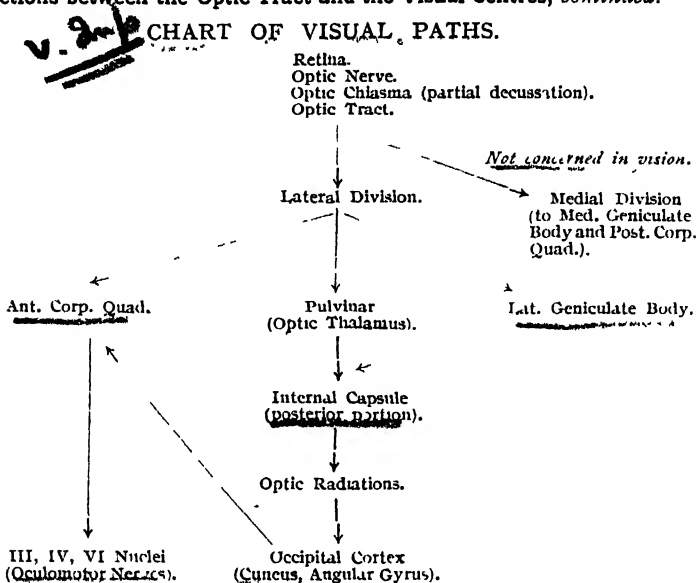 ctions between the Optic Tract and the Visual Centres, continued.
v. Imp
CHART OF VISUAL PATHS.
Retina.
Optic Nerve.
Optic Chiasma (partial decussation).
Optic Tract.
Not concerned in vision.
Lateral Division.
Medial Division
(to Med. Geniculate
Body and Post. Corp.
Quad.).
Ant. Corp. Quad.
Pulvinar
(Optic Thalamus).
Lat. Geniculate Body.
Internal Capsule
(posterior portion).
Optic Radiations.
III, IV, VI Nuclei
(Oculomotor Nerves).
Occipital Cortex
(Cuneus, Angular Gyrus).